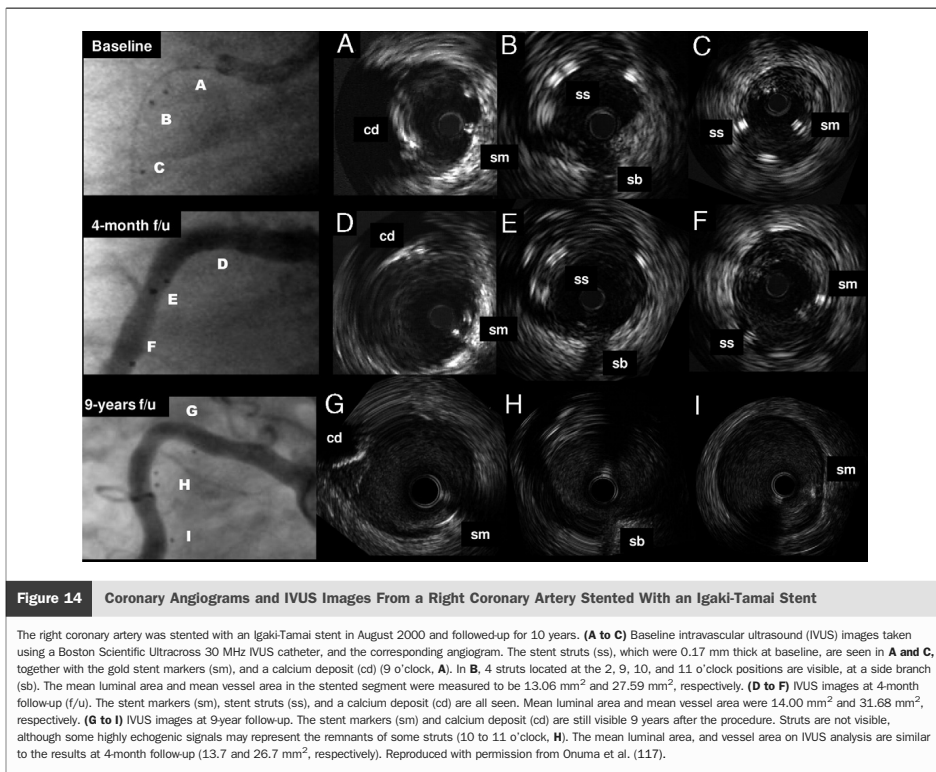 Baseline
A
B
C
A
cd
sm
B
ss
sb
C
ss
sm
4-month f/u
D
E
F
D
cd
sm
E
ss
sb
F
sm
ss
9-years f/u
G
H
I
G
cd
sm
H
sb
I
sm
Figure 14 Coronary Angiograms and IVUS Images From a Right Coronary Artery Stented With an Igaki-Tamai Stent
The right coronary artery was stented with an Igaki-Tamai stent in August 2000 and followed-up for 10 years. (A to C) Baseline intravascular ultrasound (IVUS) images taken
using a Boston Scientific Ultracross 30 MHz IVUS catheter, and the corresponding angiogram. The stent struts (ss), which were 0.17 mm thick at baseline, are seen in A and C,
together with the gold stent markers (sm), and a calcium deposit (cd) (9 o'clock, A). In B, 4 struts located at the 2, 9, 10, and 11 o'clock positions are visible, at a side branch
(sb). The mean luminal area and mean vessel area in the stented segment were measured to be 13.06 mm² and 27.59 mm², respectively. (D to F) IVUS images at 4-month
follow-up (f/u). The stent markers (sm), stent struts (ss), and a calcium deposit (cd) are all seen. Mean luminal area and mean vessel area were 14.00 mm² and 31.68 mm²,
respectively. (G to I) IVUS images at 9-year follow-up. The stent markers (sm) and calcium deposit (cd) are still visible 9 years after the procedure. Struts are not visible,
although some highly echogenic signals may represent the remnants of some struts (10 to 11 o'clock, H). The mean luminal area, and vessel area on IVUS analysis are similar
to the results at 4-month follow-up (13.7 and 26.7 mm², respectively). Reproduced with permission from Onuma et al. (117).